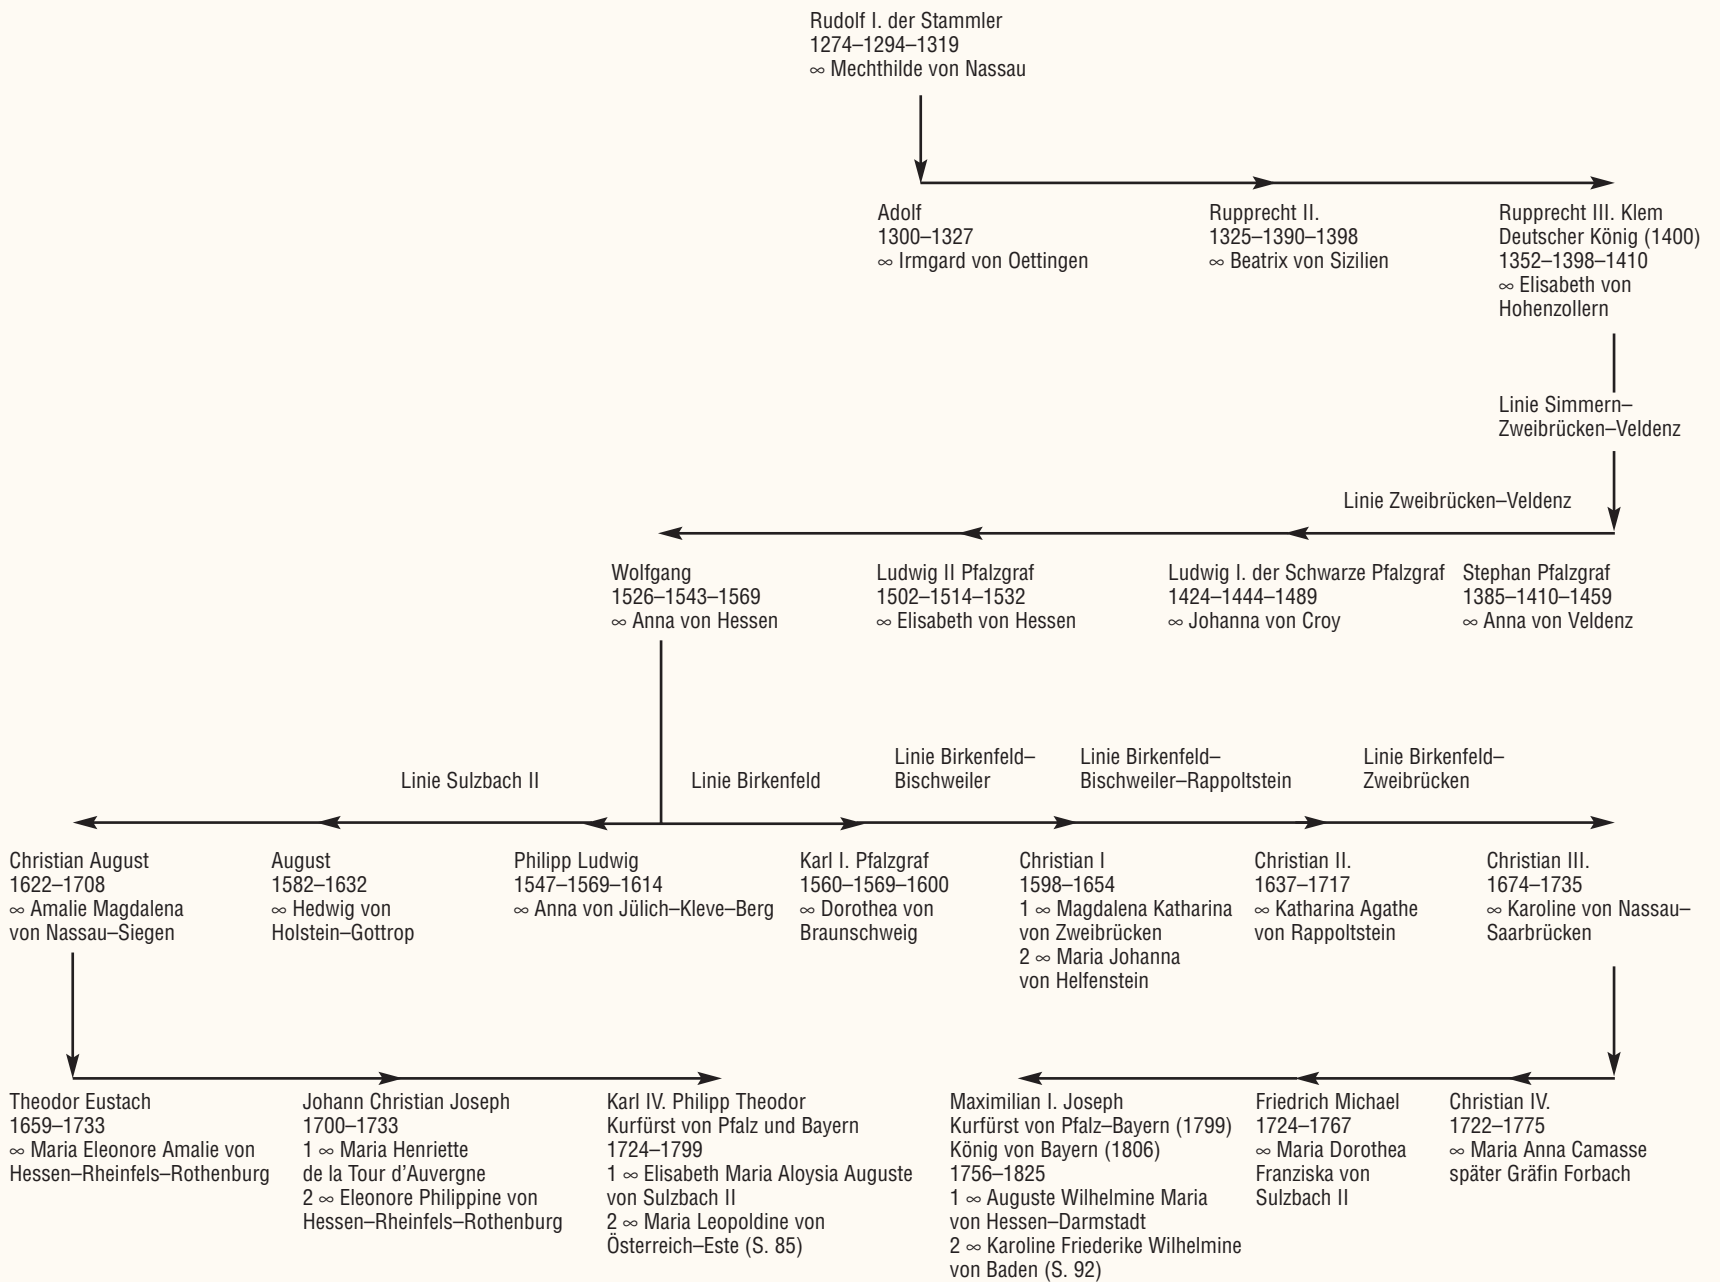 Rudolf I. der Stammler
1274–1294–1319
∞ Mechthilde von Nassau
Adolf
1300–1327
∞ Irmgard von Oettingen
Rupprecht II.
1325–1390–1398
∞ Beatrix von Sizilien
Rupprecht III. Klem
Deutscher König (1400)
1352–1398–1410
∞ Elisabeth von
Hohenzollern
Linie Simmern–
Zweibrücken–Veldenz
Linie Zweibrücken–Veldenz
Wolfgang
1526–1543–1569
∞ Anna von Hessen
Ludwig II Pfalzgraf
1502–1514–1532
∞ Elisabeth von Hessen
Ludwig I. der Schwarze Pfalzgraf
1424–1444–1489
∞ Johanna von Croy
Stephan Pfalzgraf
1385–1410–1459
∞ Anna von Veldenz
Linie Sulzbach II
Linie Birkenfeld
Linie Birkenfeld–
Bischweiler
Linie Birkenfeld–
Bischweiler–Rappoltstein
Linie Birkenfeld–
Zweibrücken
Christian August
1622–1708
∞ Amalie Magdalena
von Nassau–Siegen
August
1582–1632
∞ Hedwig von
Holstein–Gottrop
Philipp Ludwig
1547–1569–1614
∞ Anna von Jülich–Kleve–Berg
Karl I. Pfalzgraf
1560–1569–1600
∞ Dorothea von
Braunschweig
Christian I
1598–1654
1 ∞ Magdalena Katharina
von Zweibrücken
2 ∞ Maria Johanna
von Helfenstein
Christian II.
1637–1717
∞ Katharina Agathe
von Rappoltstein
Christian III.
1674–1735
∞ Karoline von Nassau–
Saarbrücken
Theodor Eustach
1659–1733
∞ Maria Eleonore Amalie von
Hessen–Rheinfels–Rothenburg
Johann Christian Joseph
1700–1733
1 ∞ Maria Henriette
de la Tour d'Auvergne
2 ∞ Eleonore Philippine von
Hessen–Rheinfels–Rothenburg
Karl IV. Philipp Theodor
Kurfürst von Pfalz und Bayern
1724–1799
1 ∞ Elisabeth Maria Aloysia Auguste
von Sulzbach II
2 ∞ Maria Leopoldine von
Österreich–Este (S. 85)
Maximilian I. Joseph
Kurfürst von Pfalz–Bayern (1799)
König von Bayern (1806)
1756–1825
1 ∞ Auguste Wilhelmine Maria
von Hessen–Darmstadt
2 ∞ Karoline Friederike Wilhelmine
von Baden (S. 92)
Friedrich Michael
1724–1767
∞ Maria Dorothea
Franziska von
Sulzbach II
Christian IV.
1722–1775
∞ Maria Anna Camasse
später Gräfin Forbach